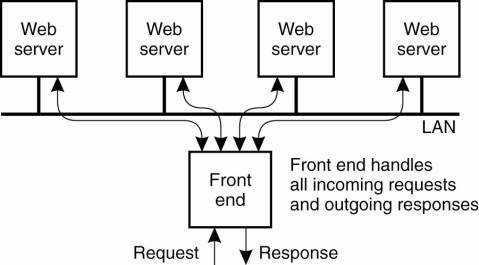 Web
server
Web
server
Web
server
Web
server
LAN
Front
end
Front end handles
all incoming requests
and outgoing responses
Request
Response